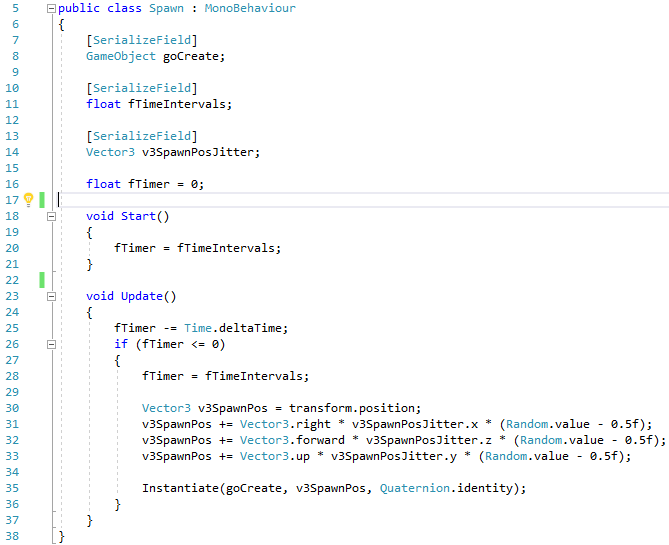 5 public class Spawn : MonoBehaviour
6 {
7 [SerializeField]
8 GameObject goCreate;
9
10 [SerializeField]
11 float fTimeIntervals;
12
13 [SerializeField]
14 Vector3 v3SpawnPosJitter;
15
16 float fTimer = 0;
17
18 void Start()
19 {
20 fTimer = fTimeIntervals;
21 }
22
23 void Update()
24 {
25 fTimer -= Time.deltaTime;
26 if (fTimer <= 0)
27 {
28 fTimer = fTimeIntervals;
29
30 Vector3 v3SpawnPos = transform.position;
31 v3SpawnPos += Vector3.right * v3SpawnPosJitter.x * (Random.value - 0.5f);
32 v3SpawnPos += Vector3.forward * v3SpawnPosJitter.z * (Random.value - 0.5f);
33 v3SpawnPos += Vector3.up * v3SpawnPosJitter.y * (Random.value - 0.5f);
34
35 Instantiate(goCreate, v3SpawnPos, Quaternion.identity);
36 }
37 }
38 }